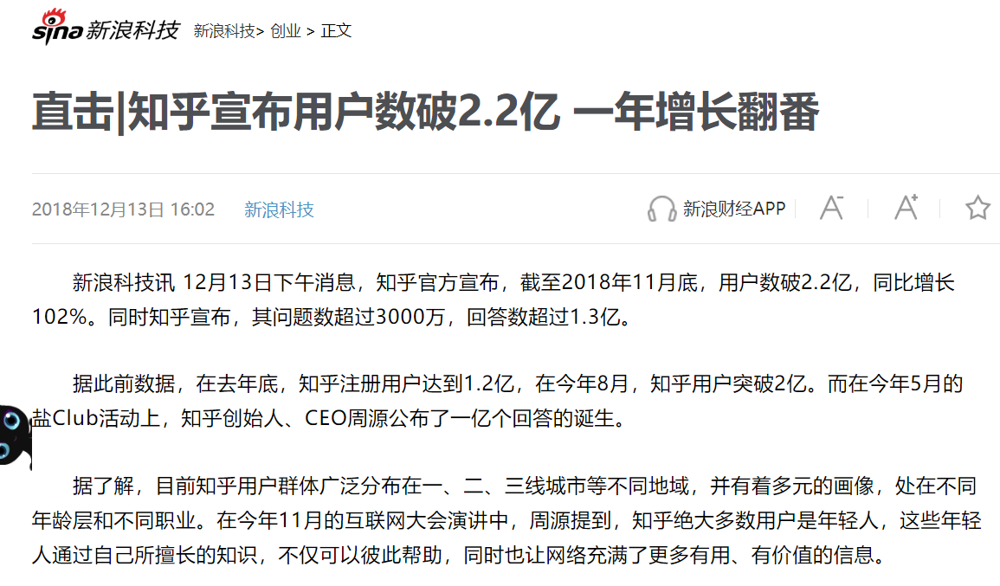 sina 新浪科技 新浪科技> 创业 > 正文
直击|知乎宣布用户数破2.2亿 一年增长翻番
2018年12月13日 16:02 新浪科技 新浪财经APP A- A+
新浪科技讯 12月13日下午消息，知乎官方宣布，截至2018年11月底，用户数破2.2亿，同比增长
102%。同时知乎宣布，其问题数超过3000万，回答数超过1.3亿。
据此前数据，在去年底，知乎注册用户达到1.2亿，在今年8月，知乎用户突破2亿。而在今年5月的
盐Club活动上，知乎创始人、CEO周源公布了一亿个回答的诞生。
据了解，目前知乎用户群体广泛分布在一、二、三线城市等不同地域，并有着多元的画像，处在不同
年龄层和不同职业。在今年11月的互联网大会演讲中，周源提到，知乎绝大多数用户是年轻人，这些年轻
人通过自己所擅长的知识，不仅可以彼此帮助，同时也让网络充满了更多有用、有价值的信息。